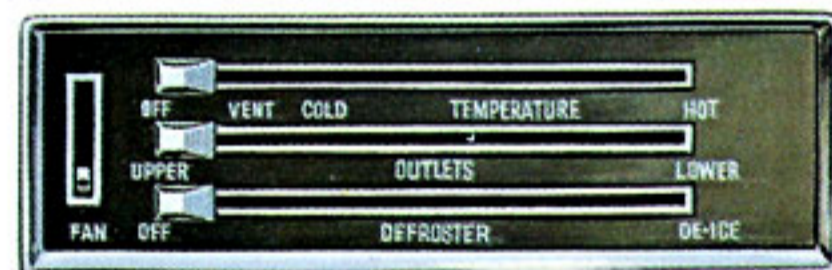 OFF VENT COLD TEMPERATURE HOT
UPPER OUTLETS LOWER
FAN OFF DEFROSTER DE-ICE